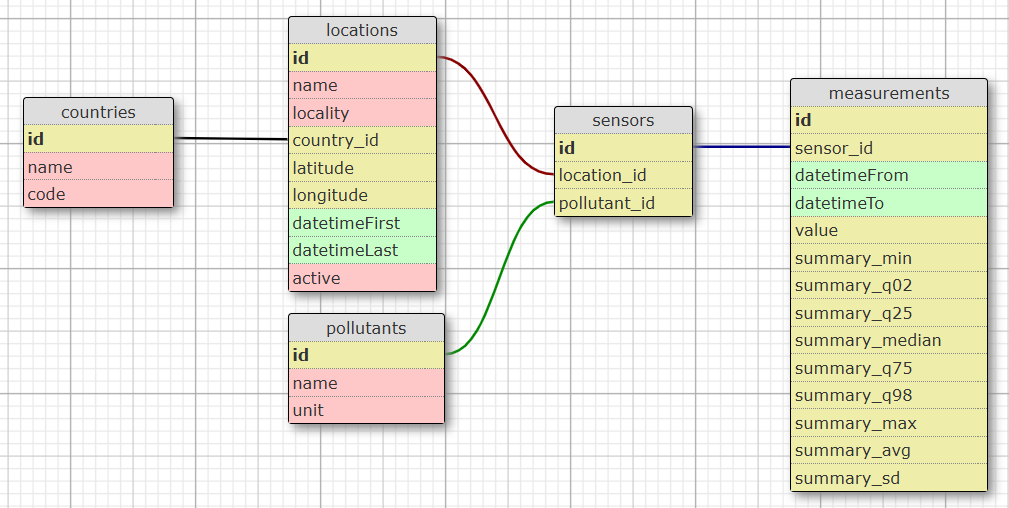 countries
id
name
code
locations
id
name
locality
country_id
latitude
longitude
datetimeFirst
datetimeLast
active
pollutants
id
name
unit
sensors
id
location_id
pollutant_id
measurements
id
sensor_id
datetimeFrom
datetimeTo
value
summary_min
summary_q02
summary_q25
summary_median
summary_q75
summary_q98
summary_max
summary_avg
summary_sd